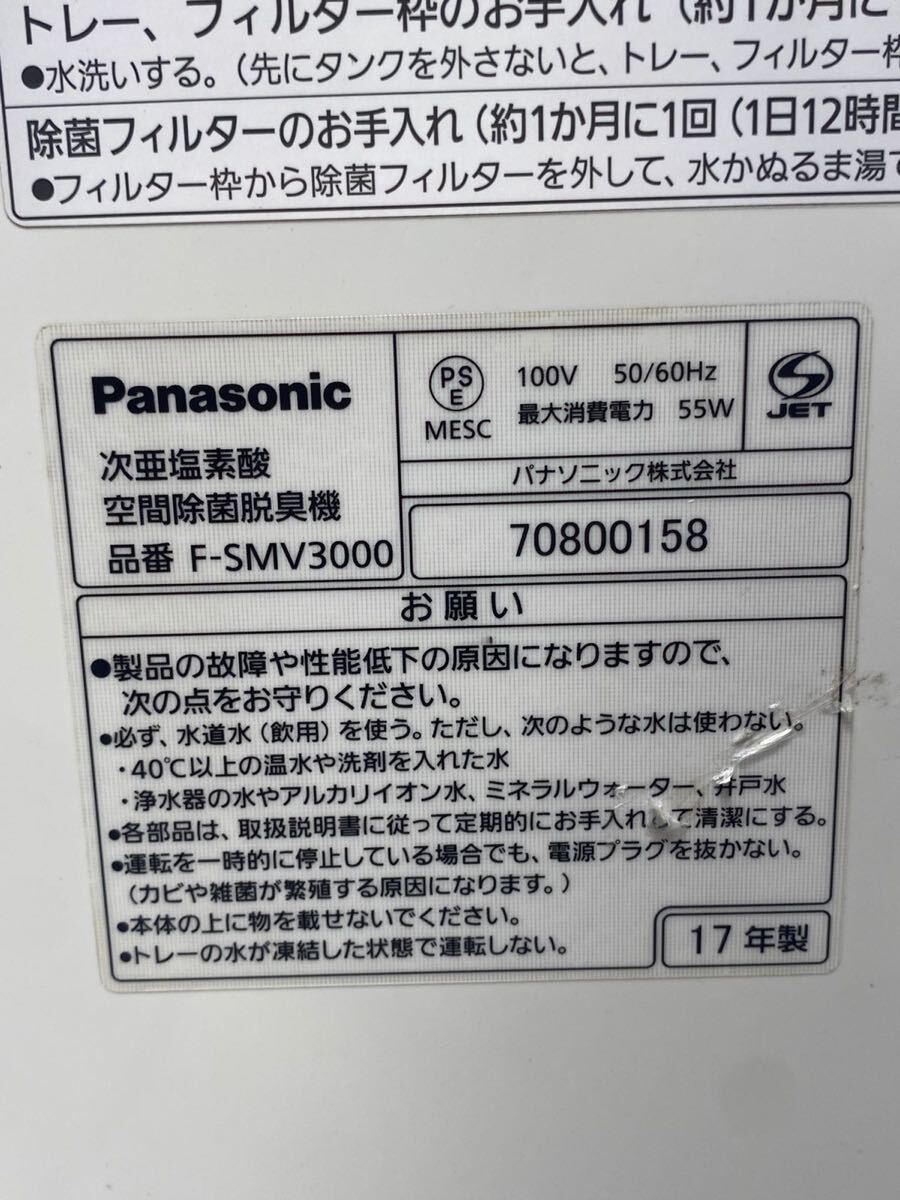 トレー、フィルター枠のお手入れ(約1か月に
●水洗いする。(先にタンクを外さないと、トレー、フィルター枠
除菌フィルターのお手入れ(約1か月に1回(1日12時間
●フィルター枠から除菌フィルターを外して、水かぬるま湯で
Panasonic
次亜塩素酸
空間除菌脱臭機
品番 F-SMV3000
PS
E
MESC
100V 50/60Hz
最大消費電力 55W
JET
パナソニック株式会社
70800158
お願い
●製品の故障や性能低下の原因になりますので、
次の点をお守りください。
●必ず、水道水(飲用)を使う。ただし、次のような水は使わない。
・40℃以上の温水や洗剤を入れた水
・浄水器の水やアルカリイオン水、ミネラルウォーター、井戸水
●各部品は、取扱説明書に従って定期的にお手入れして清潔にする。
●運転を一時的に停止している場合でも、電源プラグを抜かない。
(カビや雑菌が繁殖する原因になります。)
●本体の上に物を載せないでください。
●トレーの水が凍結した状態で運転しない。
17年製